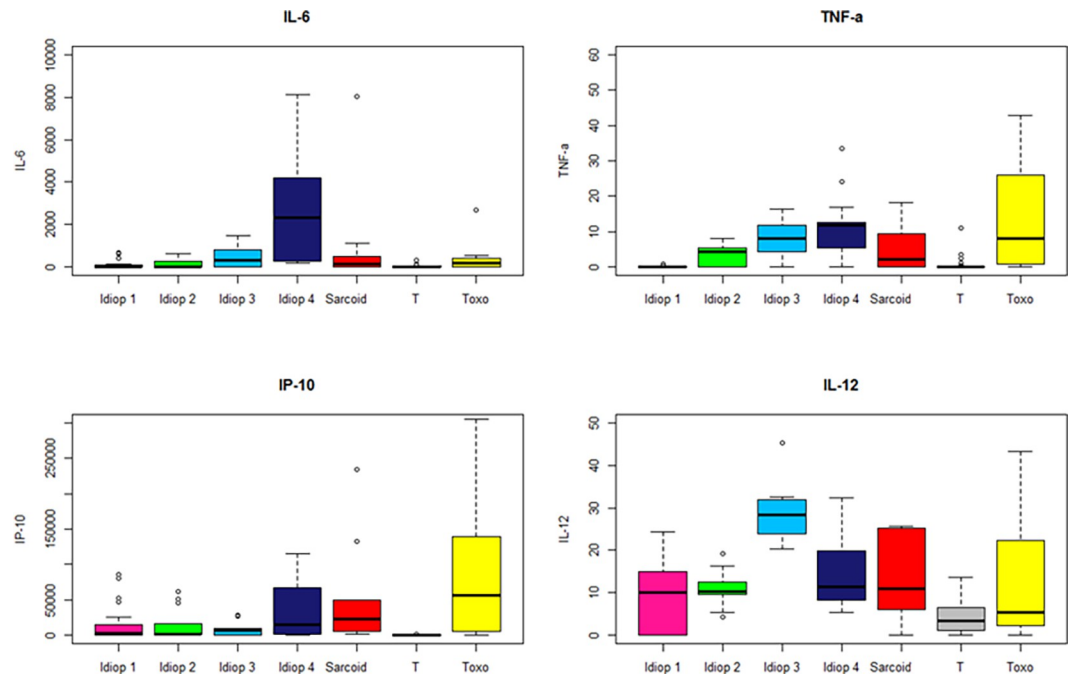 IL-6
IL-6
10000
8000
6000
4000
2000
0
Idiop 1 Idiop 2 Idiop 3 Idiop 4 Sarcoid T Toxo
TNF-a
TNF-a
60
50
40
30
20
10
0
Idiop 1 Idiop 2 Idiop 3 Idiop 4 Sarcoid T Toxo
IP-10
IP-10
250000
150000
50000
0
Idiop 1 Idiop 2 Idiop 3 Idiop 4 Sarcoid T Toxo
IL-12
IL-12
50
40
30
20
10
0
Idiop 1 Idiop 2 Idiop 3 Idiop 4 Sarcoid T Toxo